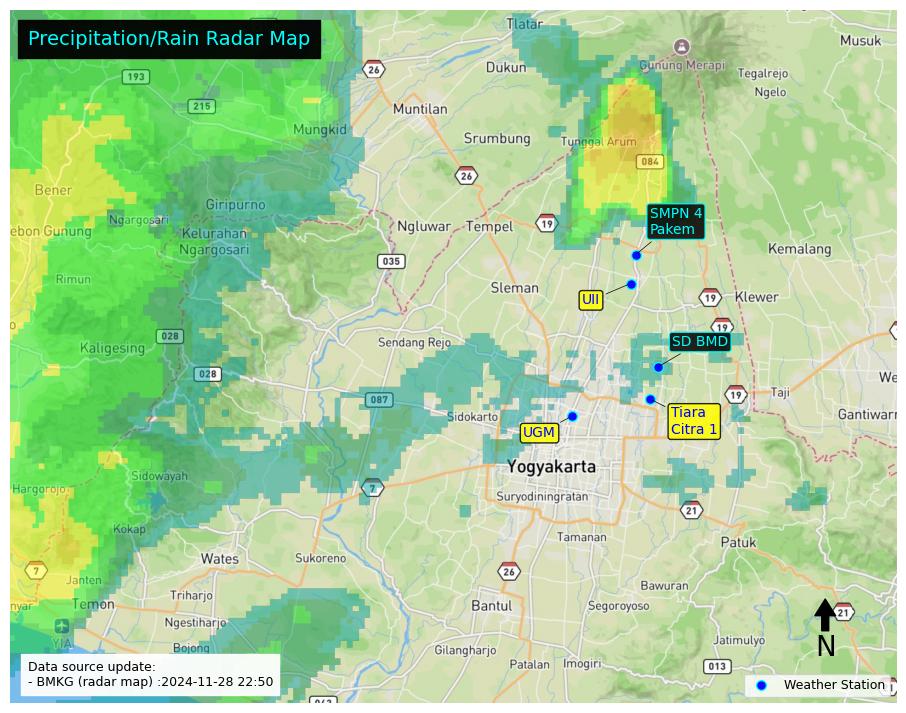 Precipitation/Rain Radar Map
Tlatar
Musuk
26
Dukun
Gunung Merapi
Tegalrejo
193
Ngelo
215
Muntilan
Mungkid
Srumbung
Tunggal Arum
084
26
Bener
Giripurno
Ngargosari
SMPN 4
Pakem
ebon Gunung
Kelurahan
Ngargosari
Ngluwar
Tempel
19
Kemalang
035
Rimun
Sleman
UII
19
Klewer
19
028
Sendang Rejo
SD BMD
Kaligesing
028
We
087
19
Taji
Sidokarto
Tiara
Citra 1
Gantiwarn
UGM
Yogyakarta
Sidowayah
Hargorojo
7
Suryodiningratan
21
Kokap
Tamanan
Patuk
Wates
Sukoreno
7
26
Janten
Bawuran
nyar
Temon
Triharjo
Bantul
Segoroyoso
21
Ngestiharjo
YIA
N
Bojong
Gilangharjo
Jatimulyo
Data source update:
- BMKG (radar map) :2024-11-28 22:50
Patalan
Imogiri
013
Weather Station